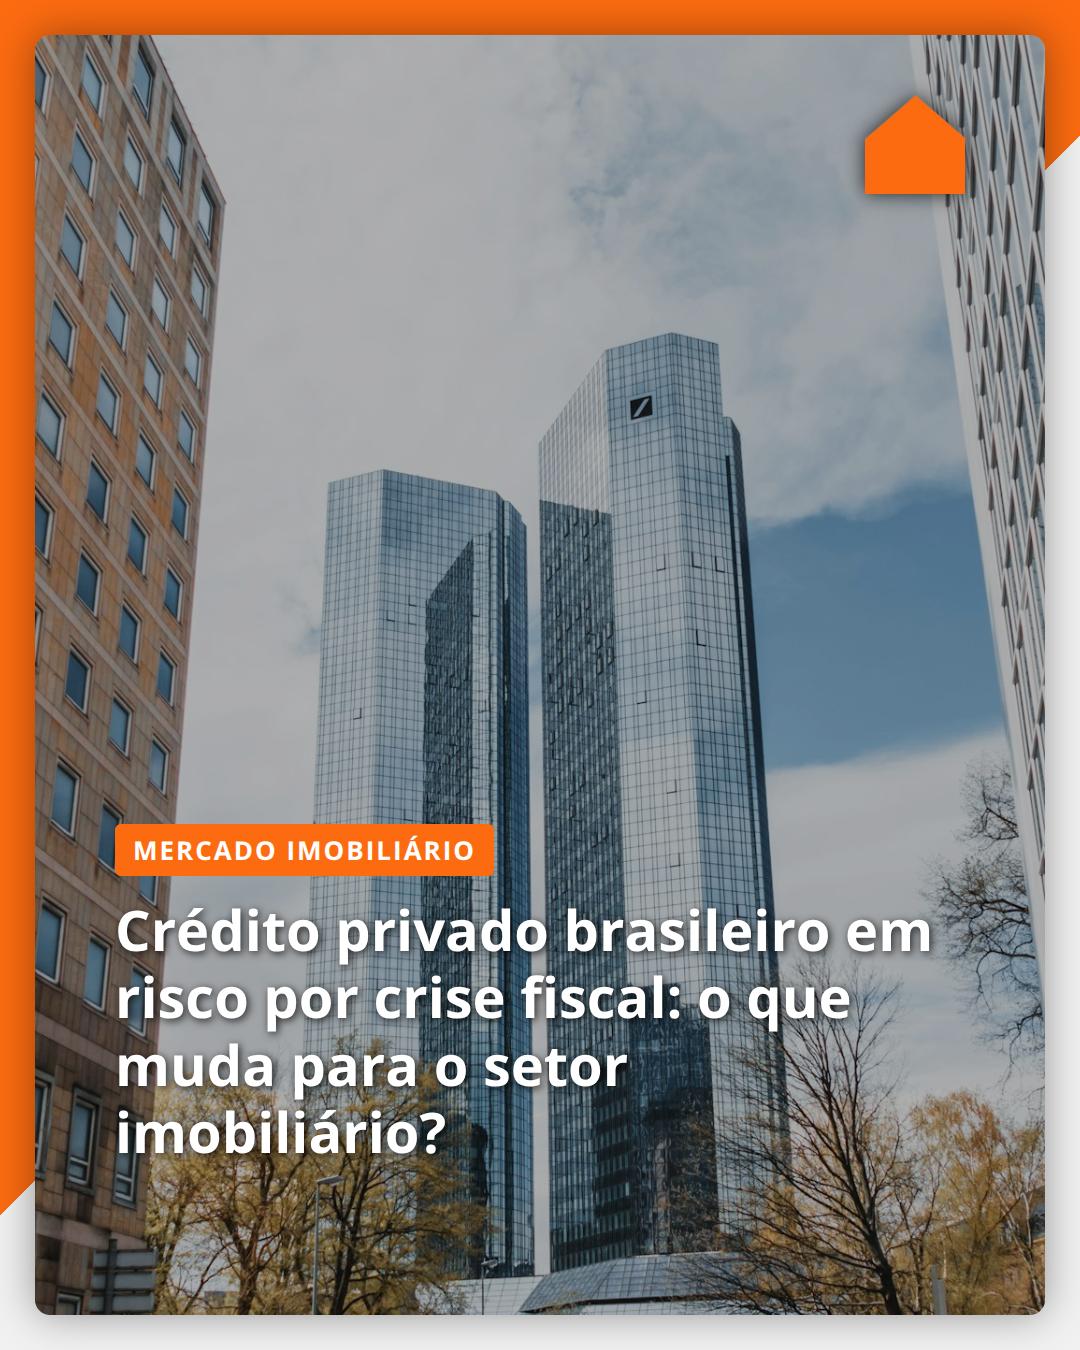 MERCADO IMOBILIÁRIO
Crédito privado brasileiro em
risco por crise fiscal: o que
muda para o setor
imobiliário?